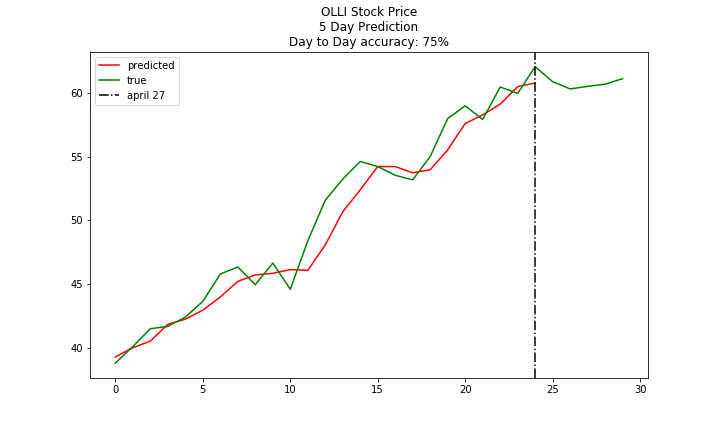 OLLI Stock Price
5 Day Prediction
Day to Day accuracy: 75%
predicted
true
april 27
60
55
50
45
40
0 5 10 15 20 25 30